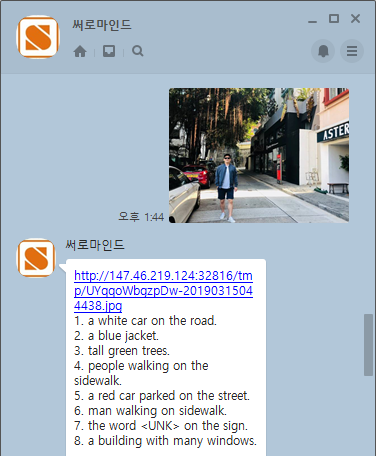 써로마인드
오후 1:44
ASTER
써로마인드
http://147.46.219.124:32816/tm
p/UYqqoWbqzpDw-2019031504
4438.jpg
1. a white car on the road.
2. a blue jacket.
3. tall green trees.
4. people walking on the
sidewalk.
5. a red car parked on the street.
6. man walking on sidewalk.
7. the word <UNK> on the sign.
8. a building with many windows.